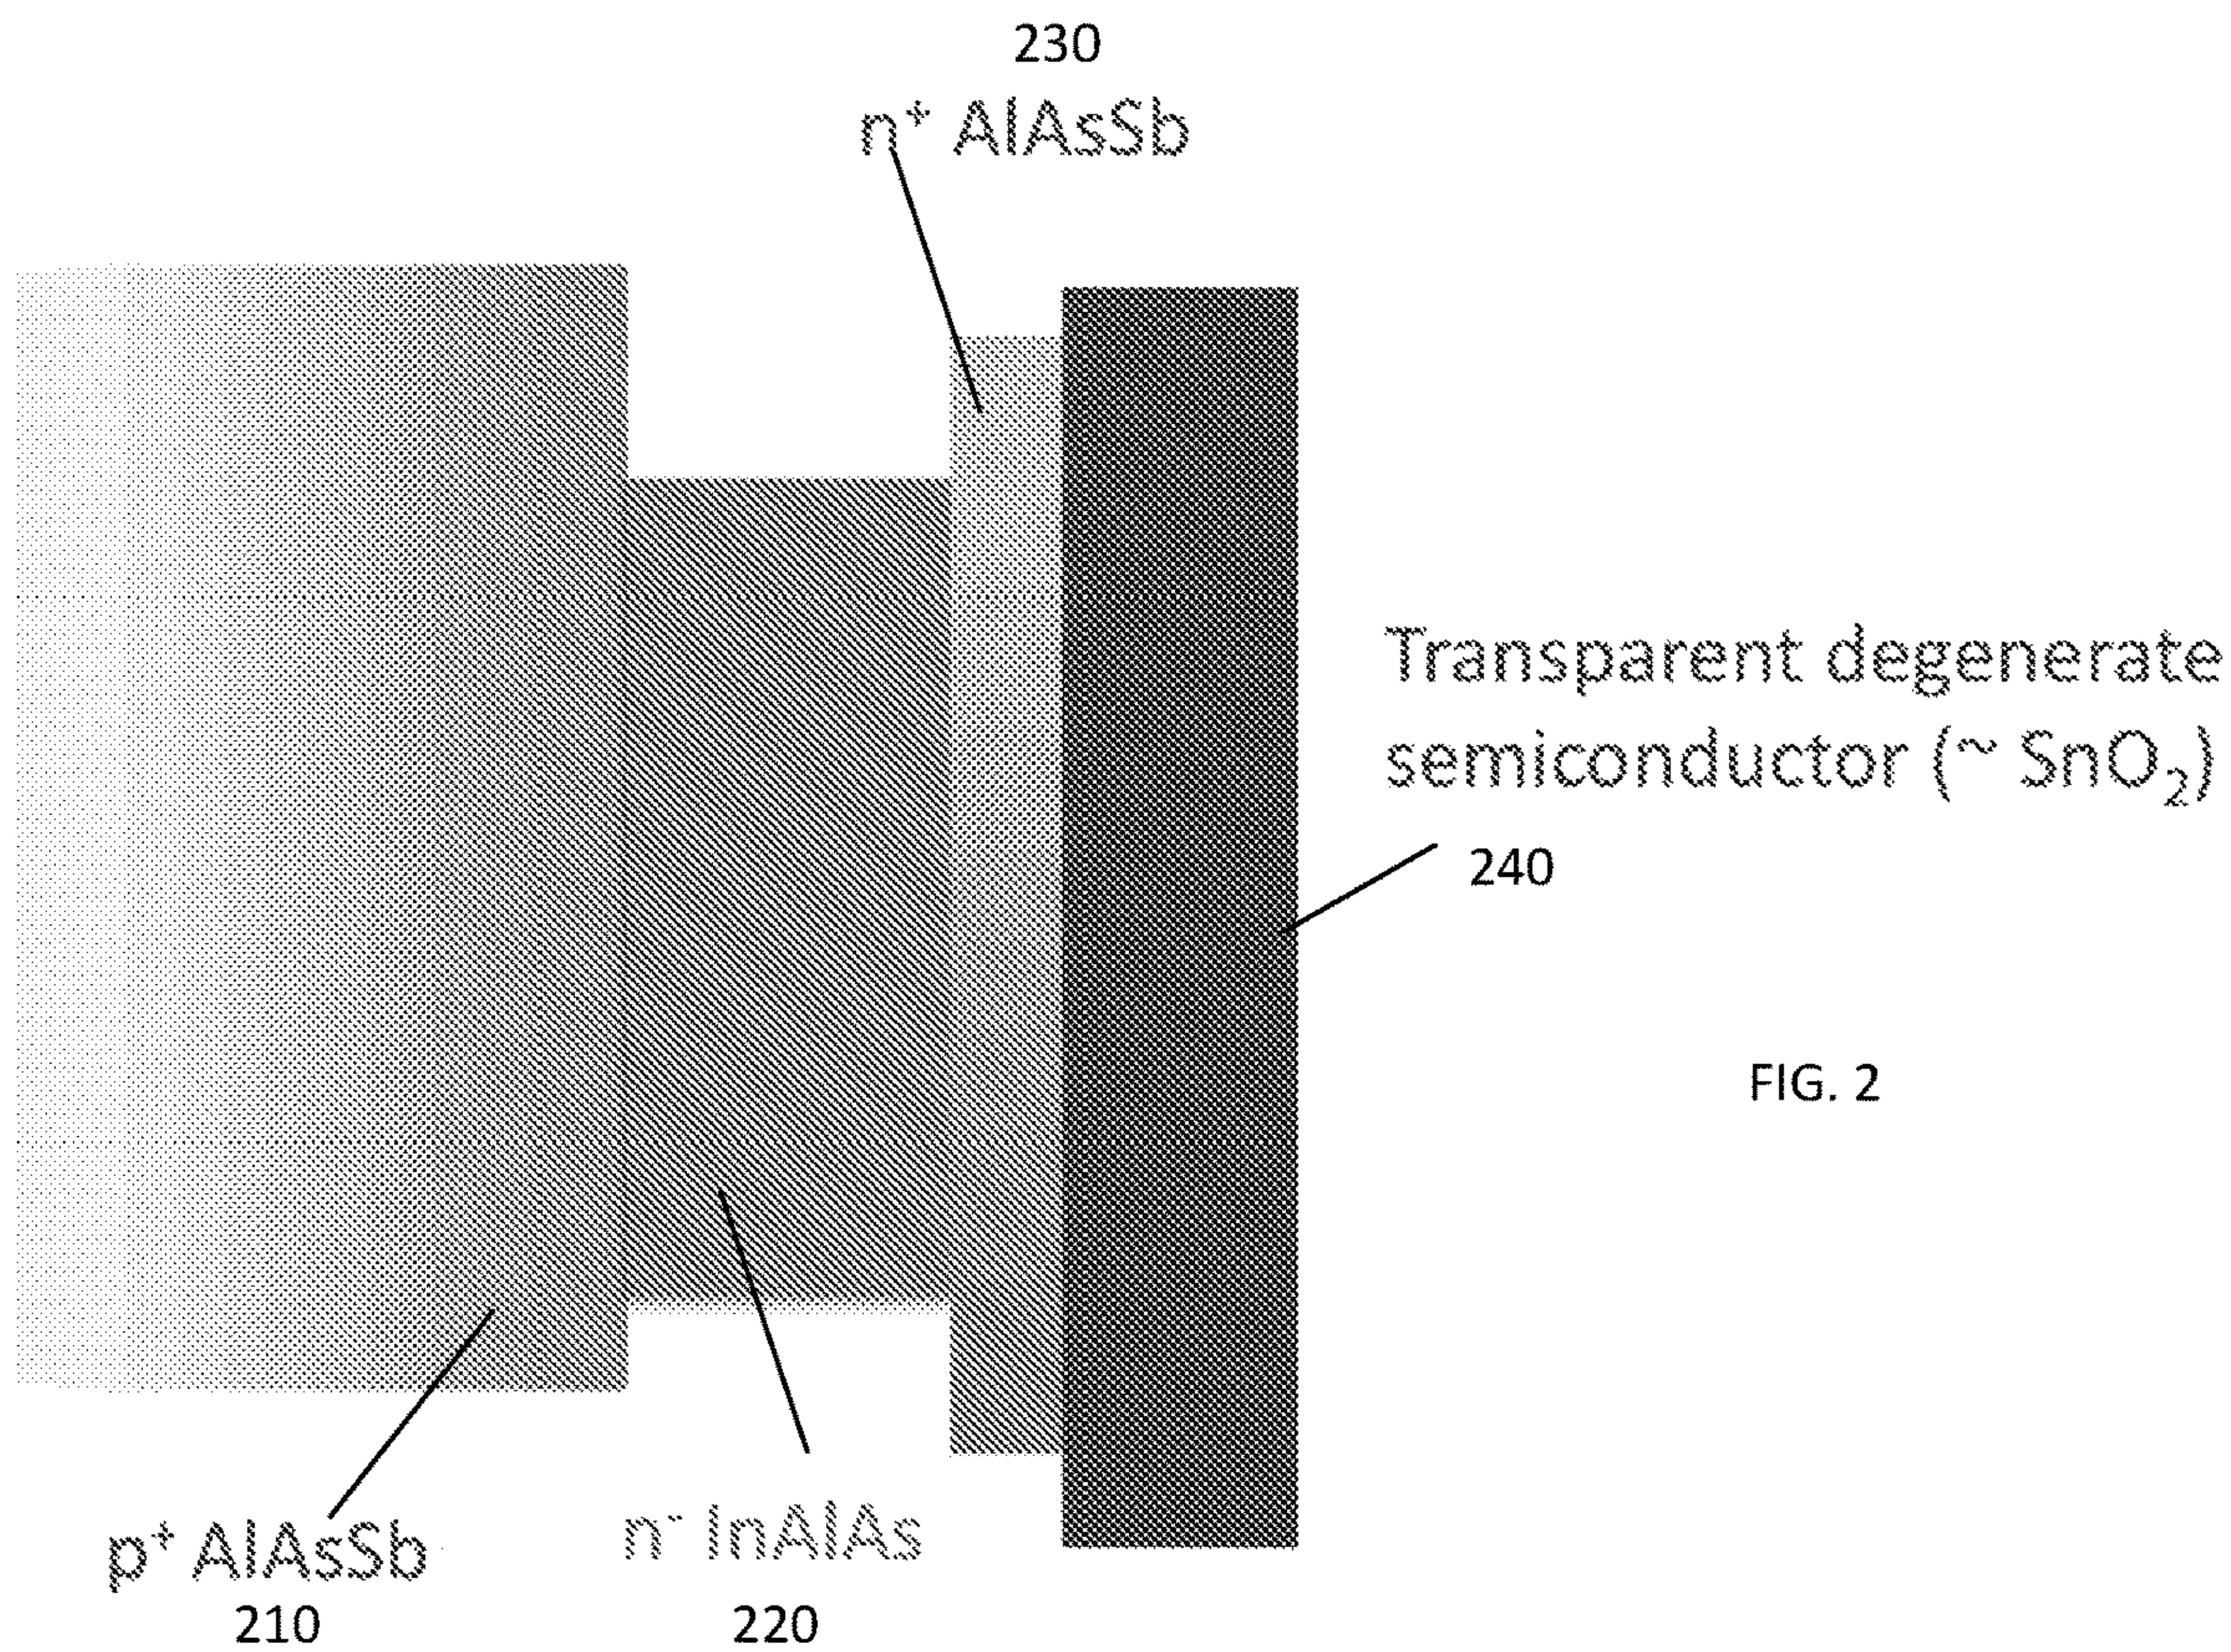 230
n⁺ AlAsSb
Transparent degenerate
semiconductor (~ SnO₂)
240
FIG. 2
p⁺ AlAsSb
n⁻ InAlAs
210
220